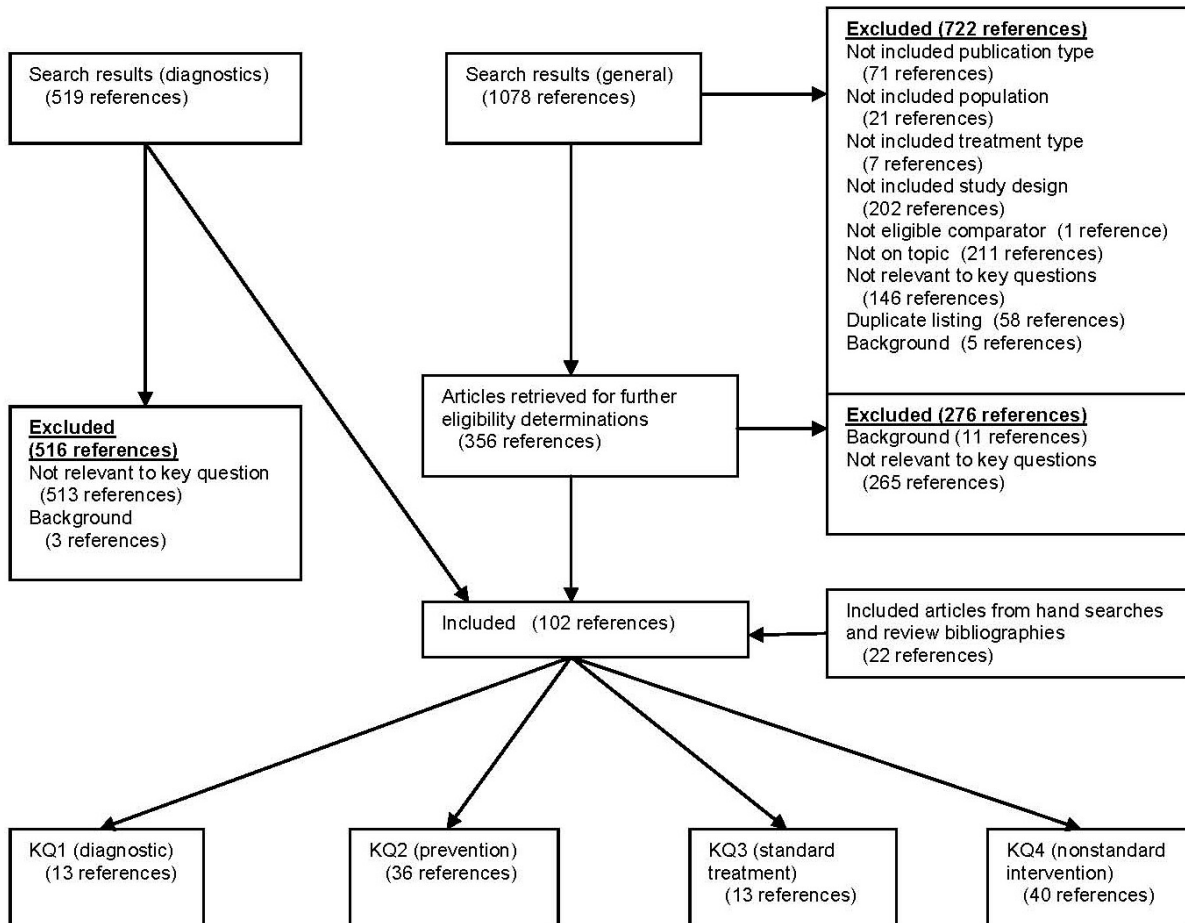 Search results (diagnostics)
(519 references)
Search results (general)
(1078 references)
Excluded (722 references)
Not included publication type
(71 references)
Not included population
(21 references)
Not included treatment type
(7 references)
Not included study design
(202 references)
Not eligible comparator (1 reference)
Not on topic (211 references)
Not relevant to key questions
(146 references)
Duplicate listing (58 references)
Background (5 references)
Articles retrieved for further
eligibility determinations
(356 references)
Excluded (276 references)
Background (11 references)
Not relevant to key questions
(265 references)
Excluded
(516 references)
Not relevant to key question
(513 references)
Background
(3 references)
Included (102 references)
Included articles from hand searches
and review bibliographies
(22 references)
KQ1 (diagnostic)
(13 references)
KQ2 (prevention)
(36 references)
KQ3 (standard
treatment)
(13 references)
KQ4 (nonstandard
intervention)
(40 references)